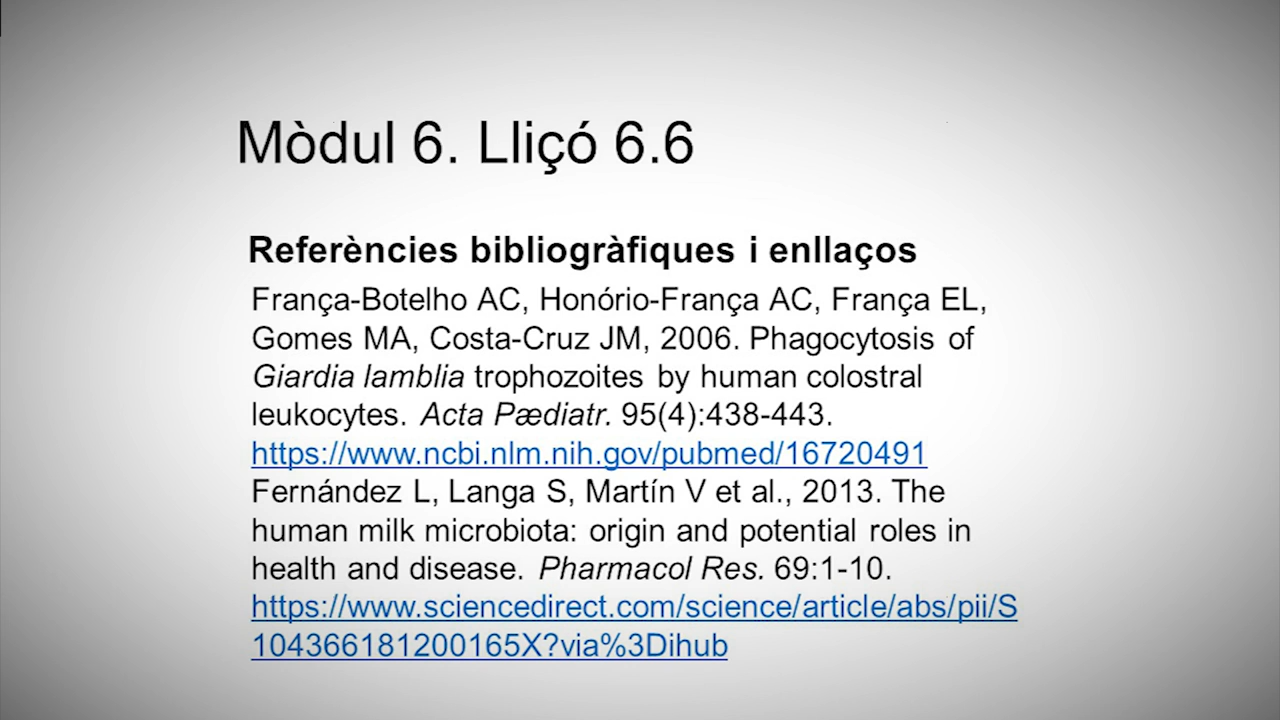 Mòdul 6. Lliçó 6.6
Referències bibliogràfiques i enllaços
França-Botelho AC, Honório-França AC, França EL,
Gomes MA, Costa-Cruz JM, 2006. Phagocytosis of
Giardia lamblia trophozoites by human colostral
leukocytes. Acta Pædiatr. 95(4):438-443.
https://www.ncbi.nlm.nih.gov/pubmed/16720491
Fernández L, Langa S, Martín V et al., 2013. The
human milk microbiota: origin and potential roles in
health and disease. Pharmacol Res. 69:1-10.
https://www.sciencedirect.com/science/article/abs/pii/S
104366181200165X?via%3Dihub